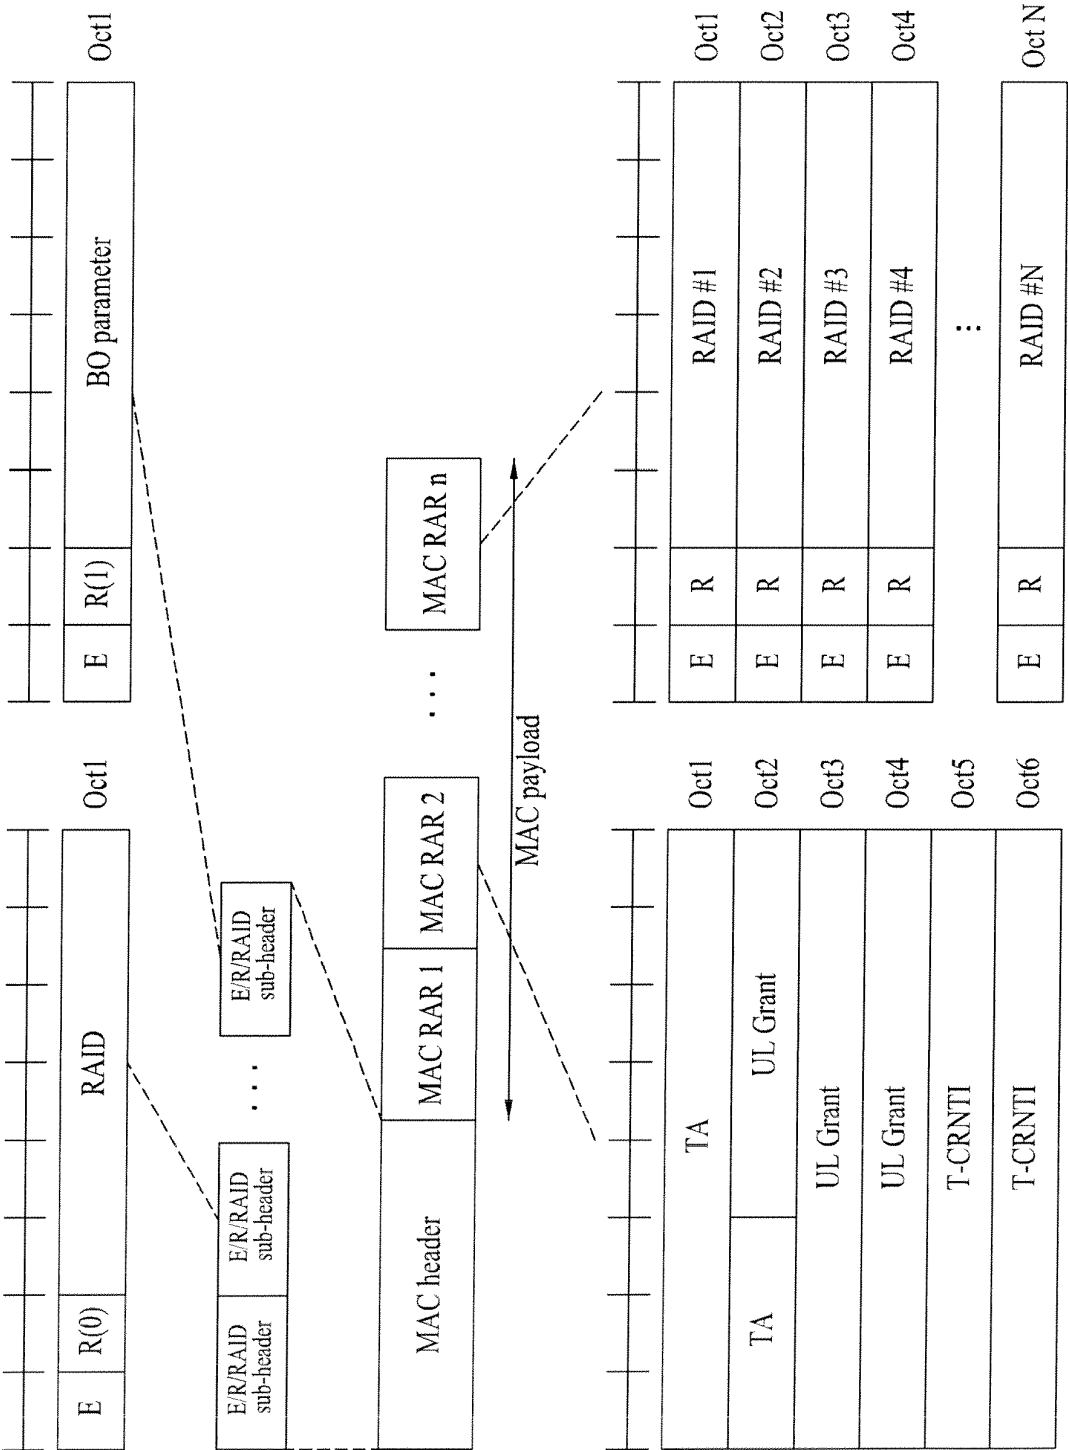 E R(0) RAID Oct1
E R(1) BO parameter Oct1
E/R/RAID
sub-header
E/R/RAID
sub-header
. . .
E/R/RAID
sub-header
MAC header MAC RAR 1 MAC RAR 2 . . . MAC RAR n
MAC payload
TA Oct1
TA UL Grant Oct2
UL Grant Oct3
UL Grant Oct4
T-CRNTI Oct5
T-CRNTI Oct6
E R RAID #1 Oct1
E R RAID #2 Oct2
E R RAID #3 Oct3
E R RAID #4 Oct4
...
E R RAID #N Oct N